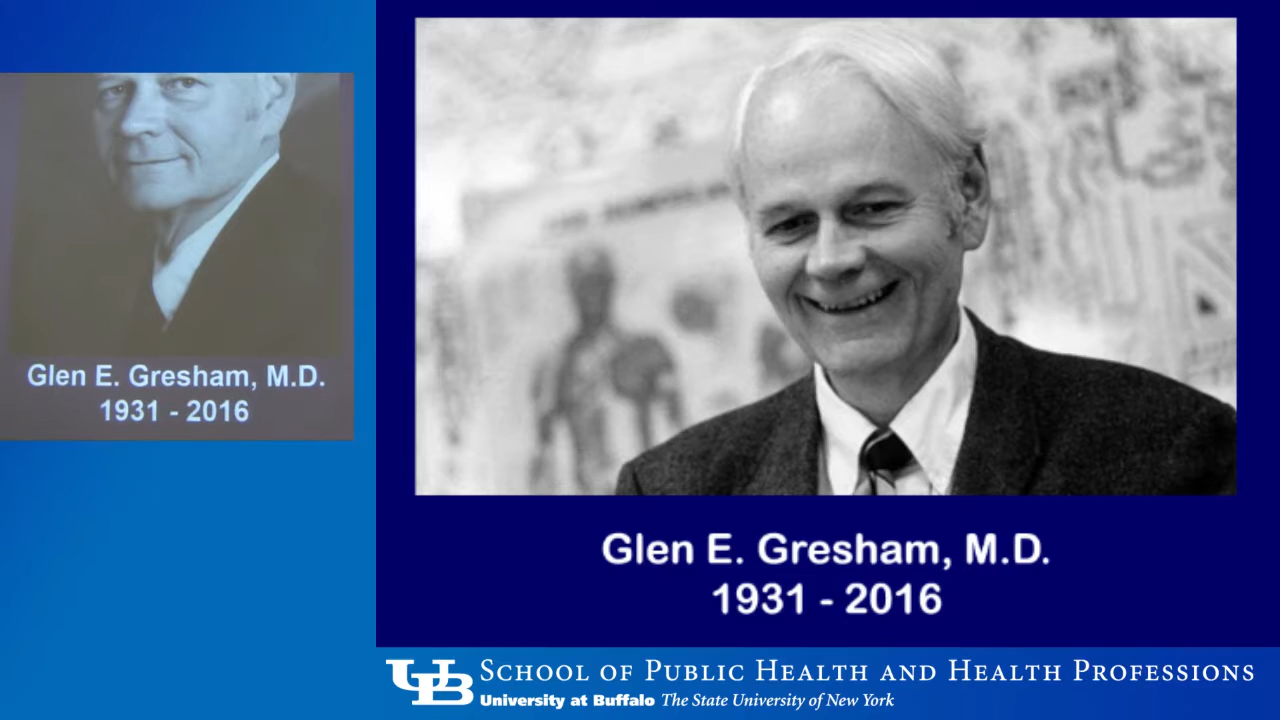 Glen E. Gresham, M.D.
1931 - 2016
Glen E. Gresham, M.D.
1931 - 2016
UB
School of Public Health and Health Professions
University at Buffalo The State University of New York